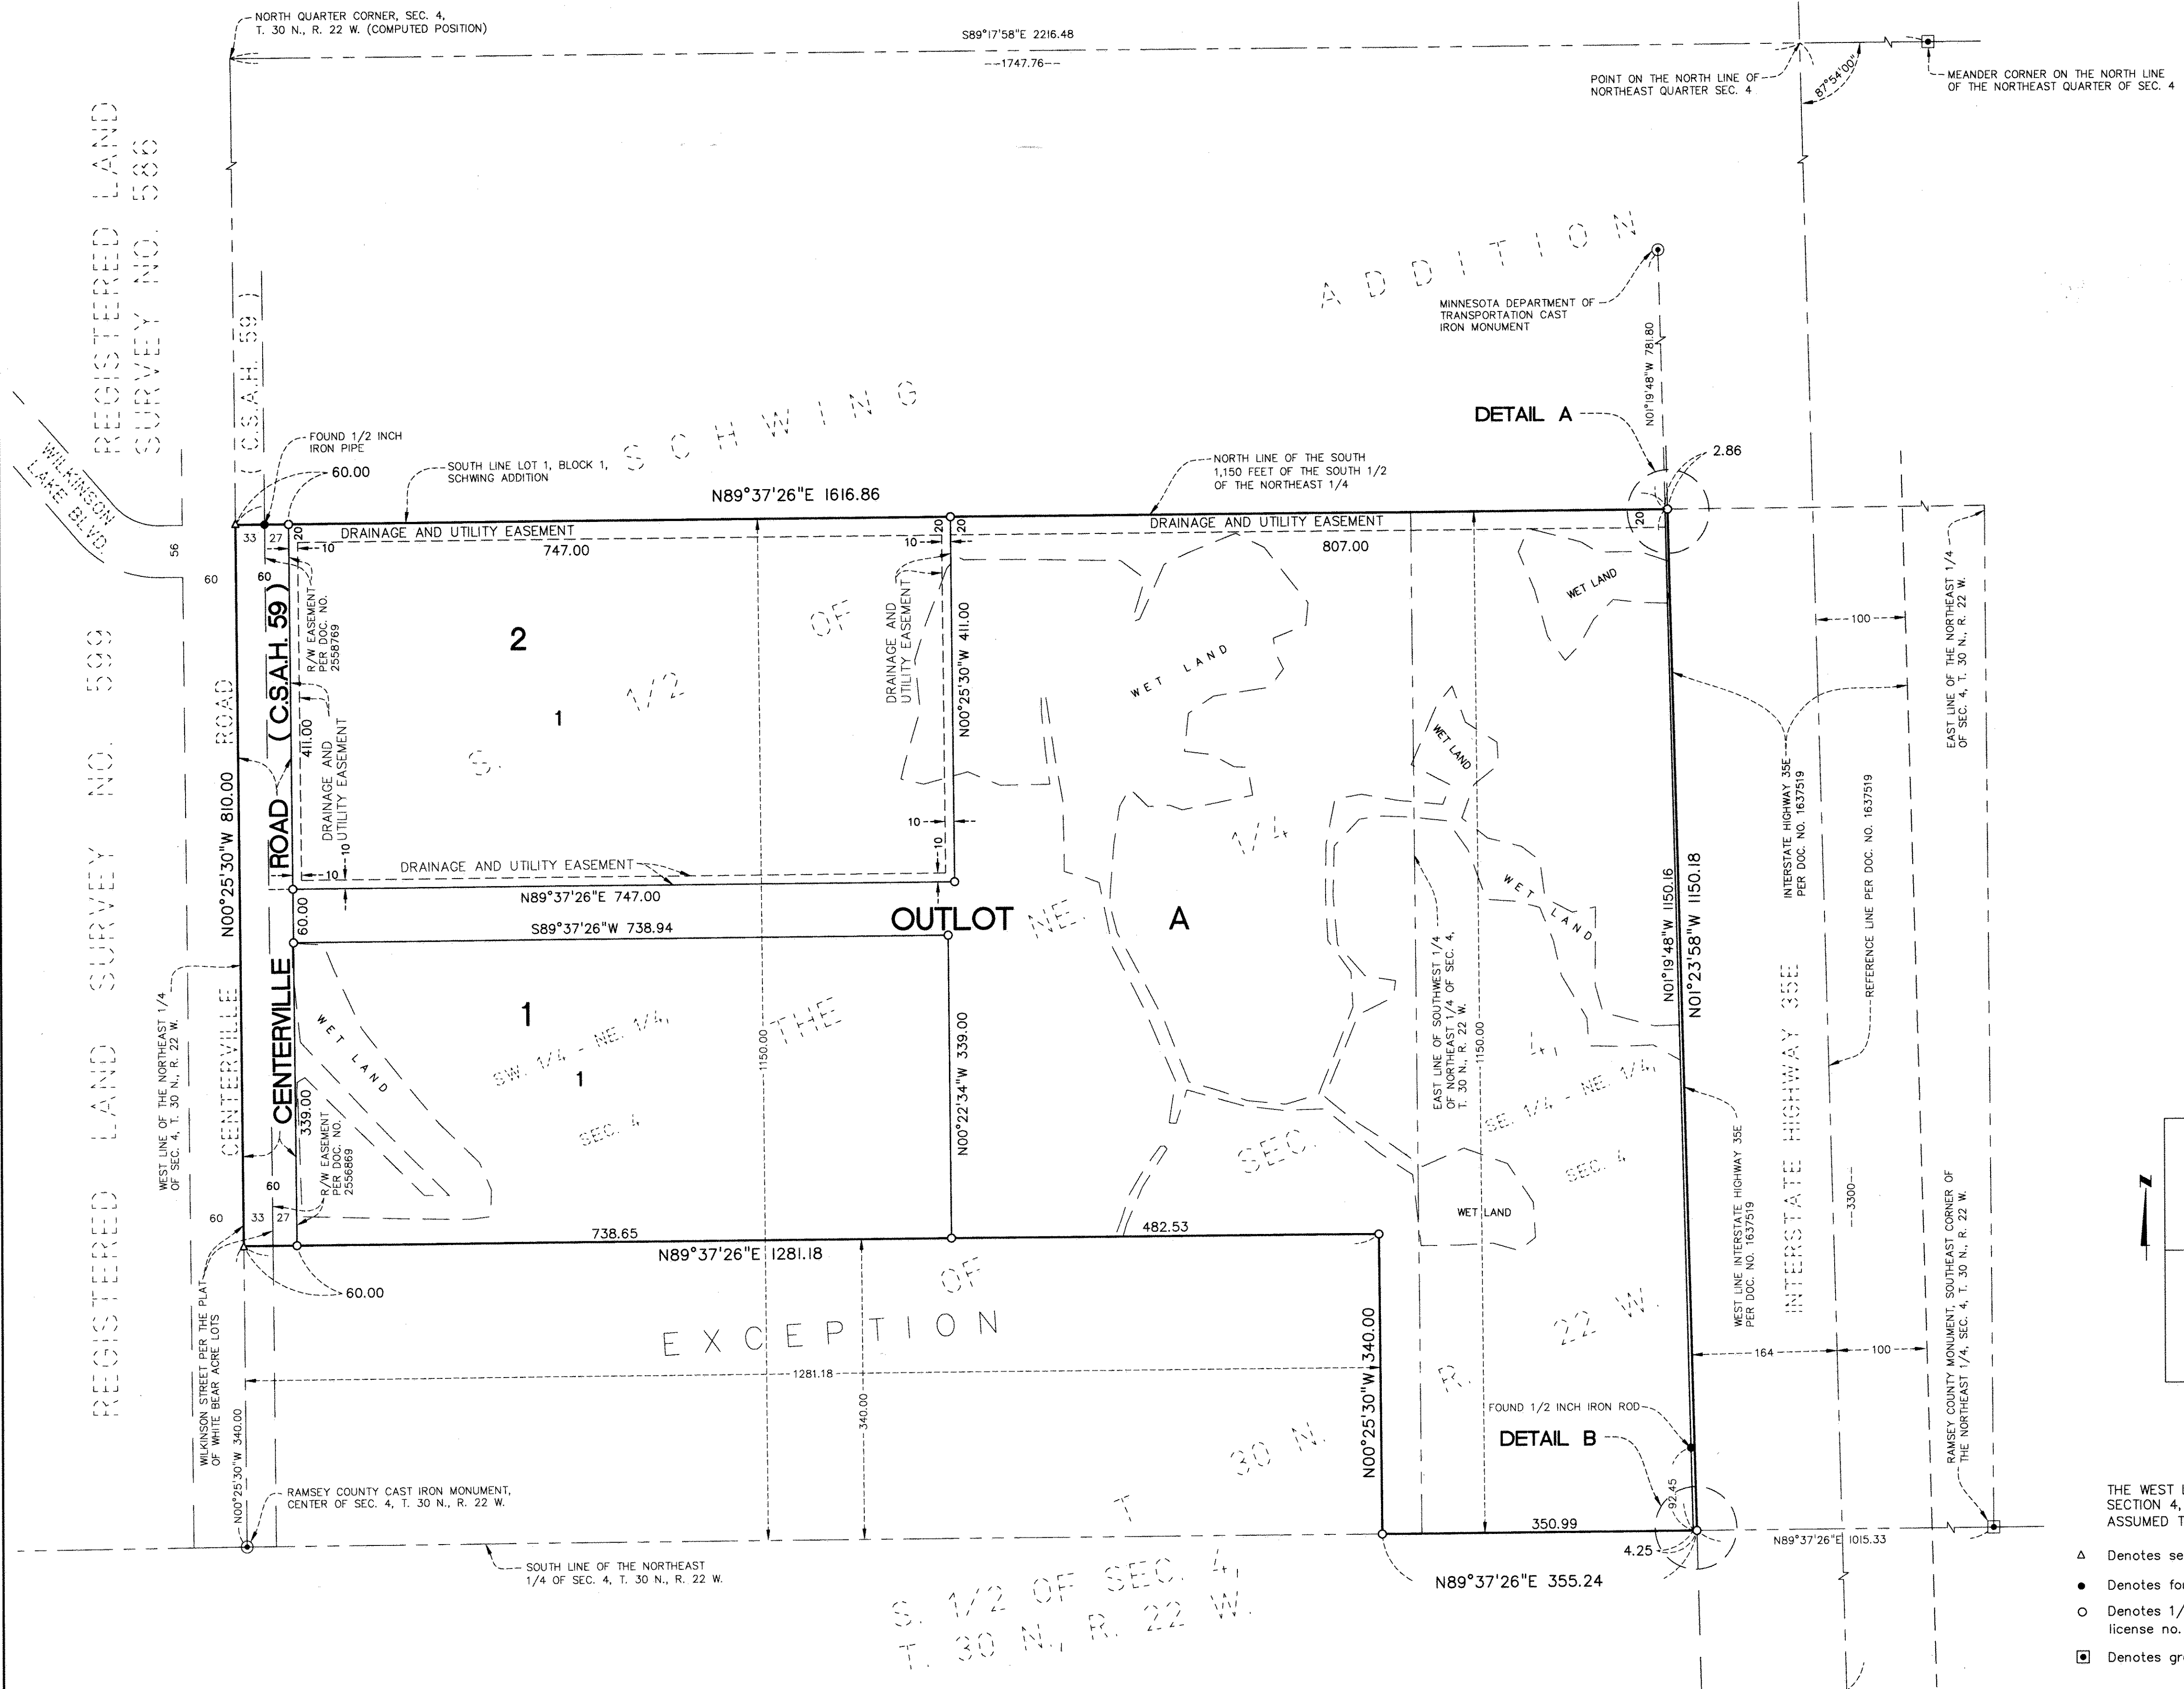 NORTH QUARTER CORNER, SEC. 4,
T. 30 N., R. 22 W. (COMPUTED POSITION)
S89°17'58"E 2216.48
--1747.76--
POINT ON THE NORTH LINE OF
NORTHEAST QUARTER SEC. 4
87°54'00"
MEANDER CORNER ON THE NORTH LINE
OF THE NORTHEAST QUARTER OF SEC. 4
REGISTERED LAND
SURVEY NO. 586
(C.S.A.H. 59)
WILKINSON
LAKE BLVD.
56
60
FOUND 1/2 INCH
IRON PIPE
60.00
SOUTH LINE LOT 1, BLOCK 1,
SCHWING ADDITION
SCHWING
ADDITION
MINNESOTA DEPARTMENT OF
TRANSPORTATION CAST
IRON MONUMENT
N01°19'48"W 781.80
DETAIL A
2.86
NORTH LINE OF THE SOUTH
1,150 FEET OF THE SOUTH 1/2
OF THE NORTHEAST 1/4
N89°37'26"E 1616.86
33
27
20
10
DRAINAGE AND UTILITY EASEMENT
747.00
20
20
10
DRAINAGE AND UTILITY EASEMENT
807.00
20
60
R/W EASEMENT
PER DOC. NO.
2558769
ROAD
N00°25'30"W 810.00
CENTERVILLE
CENTERVILLE ROAD (C.S.A.H. 59)
411.00
DRAINAGE AND
UTILITY EASEMENT
2
1
S. 1/2 OF
DRAINAGE AND
UTILITY EASEMENT
N00°25'30"W 411.00
WET LAND
WET LAND
WET LAND
WET LAND
100
EAST LINE OF THE NORTHEAST 1/4
OF SEC. 4, T. 30 N., R. 22 W.
INTERSTATE HIGHWAY 35E
PER DOC. NO. 1637519
REFERENCE LINE PER DOC. NO. 1637519
10
10
10
10
DRAINAGE AND UTILITY EASEMENT
N89°37'26"E 747.00
60.00
S89°37'26"W 738.94
OUTLOT A
NE. 1/4
N01°19'48"W 1150.16
N01°23'58"W 1150.18
REGISTERED LAND SURVEY NO. 599
WEST LINE OF THE NORTHEAST 1/4
OF SEC. 4, T. 30 N., R. 22 W.
WET LAND
1
1
SW. 1/4 - NE. 1/4,
SEC. 4
THE
1150.00
N00°22'34"W 339.00
EAST LINE OF SOUTHWEST 1/4
OF NORTHEAST 1/4 OF SEC. 4,
T. 30 N., R. 22 W.
1150.00
SEC. 4,
SE. 1/4 - NE. 1/4,
SEC. 4
WET LAND
339.00
R/W EASEMENT
PER DOC. NO.
2556869
60
60
33
27
738.65
482.53
N89°37'26"E 1281.18
60.00
WILKINSON STREET PER THE PLAT
OF WHITE BEAR ACRE LOTS
EXCEPTION
OF
1281.18
340.00
N00°25'30"W 340.00
N00°25'30"W 340.00
R. 22 W.
WEST LINE INTERSTATE HIGHWAY 35E
PER DOC. NO. 1637519
INTERSTATE HIGHWAY 35E
--3300--
164
100
RAMSEY COUNTY MONUMENT, SOUTHEAST CORNER OF
THE NORTHEAST 1/4, SEC. 4, T. 30 N., R. 22 W.
N
FOUND 1/2 INCH IRON ROD
DETAIL B
T 30 N.
92.45
RAMSEY COUNTY CAST IRON MONUMENT,
CENTER OF SEC. 4, T. 30 N., R. 22 W.
SOUTH LINE OF THE NORTHEAST
1/4 OF SEC. 4, T. 30 N., R. 22 W.
350.99
4.25
N89°37'26"E 355.24
N89°37'26"E 1015.33
S. 1/2 OF SEC. 4,
T. 30 N., R. 22 W.
THE WEST
SECTION 4,
ASSUMED
Denotes
Denotes
Denotes 1/
license no.
Denotes